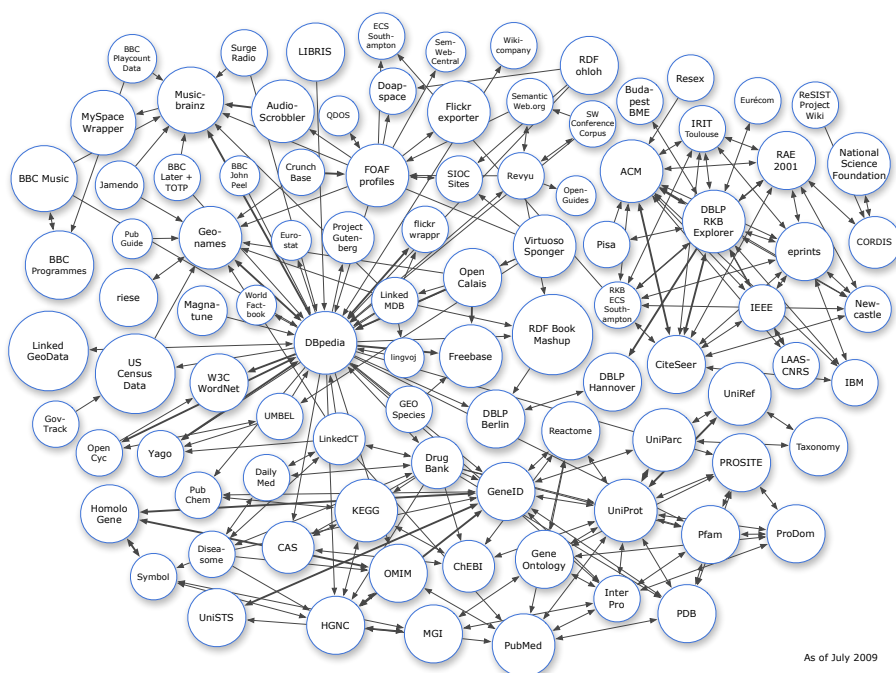 ECS
South-
ampton
BBC
Playcount
Data
Surge
Radio
LIBRIS
Sem-
Web-
Central
Wiki-
company
RDF
ohloh
Music-
brainz
Doap-
space
Resex
Buda-
pest
BME
Eurécom
ReSIST
Project
Wiki
MySpace
Wrapper
Audio-
Scrobbler
QDOS
Flickr
exporter
Semantic
Web.org
SW
Conference
Corpus
IRIT
Toulouse
RAE
2001
National
Science
Foundation
BBC Music
Jamendo
BBC
Later +
TOTP
BBC
John
Peel
Crunch
Base
FOAF
profiles
SIOC
Sites
Revyu
Open-
Guides
ACM
DBLP
RKB
Explorer
Pub
Guide
Geo-
names
Euro-
stat
Project
Guten-
berg
flickr
wrappr
Virtuoso
Sponger
Pisa
eprints
CORDIS
BBC
Programmes
riese
Magna-
tune
World
Fact-
book
Linked
MDB
Open
Calais
RKB
ECS
South-
ampton
IEEE
New-
castle
Linked
GeoData
US
Census
Data
DBpedia
lingvoj
Freebase
RDF Book
Mashup
CiteSeer
LAAS-
CNRS
IBM
W3C
WordNet
DBLP
Hannover
Gov-
Track
UMBEL
GEO
Species
DBLP
Berlin
UniRef
Open
Cyc
Yago
LinkedCT
Reactome
UniParc
Taxonomy
Daily
Med
Drug
Bank
PROSITE
Homolo
Gene
Pub
Chem
KEGG
GeneID
UniProt
Pfam
ProDom
Symbol
Disea-
some
CAS
OMIM
ChEBI
Gene
Ontology
Inter
Pro
PDB
UniSTS
HGNC
MGI
PubMed
As of July 2009